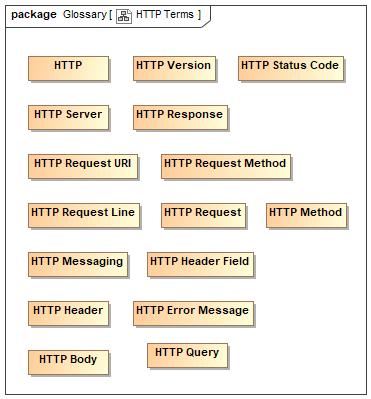 package Glossary [ HTTP Terms ]
HTTP HTTP Version HTTP Status Code
HTTP Server HTTP Response
HTTP Request URI HTTP Request Method
HTTP Request Line HTTP Request HTTP Method
HTTP Messaging HTTP Header Field
HTTP Header HTTP Error Message
HTTP Body HTTP Query